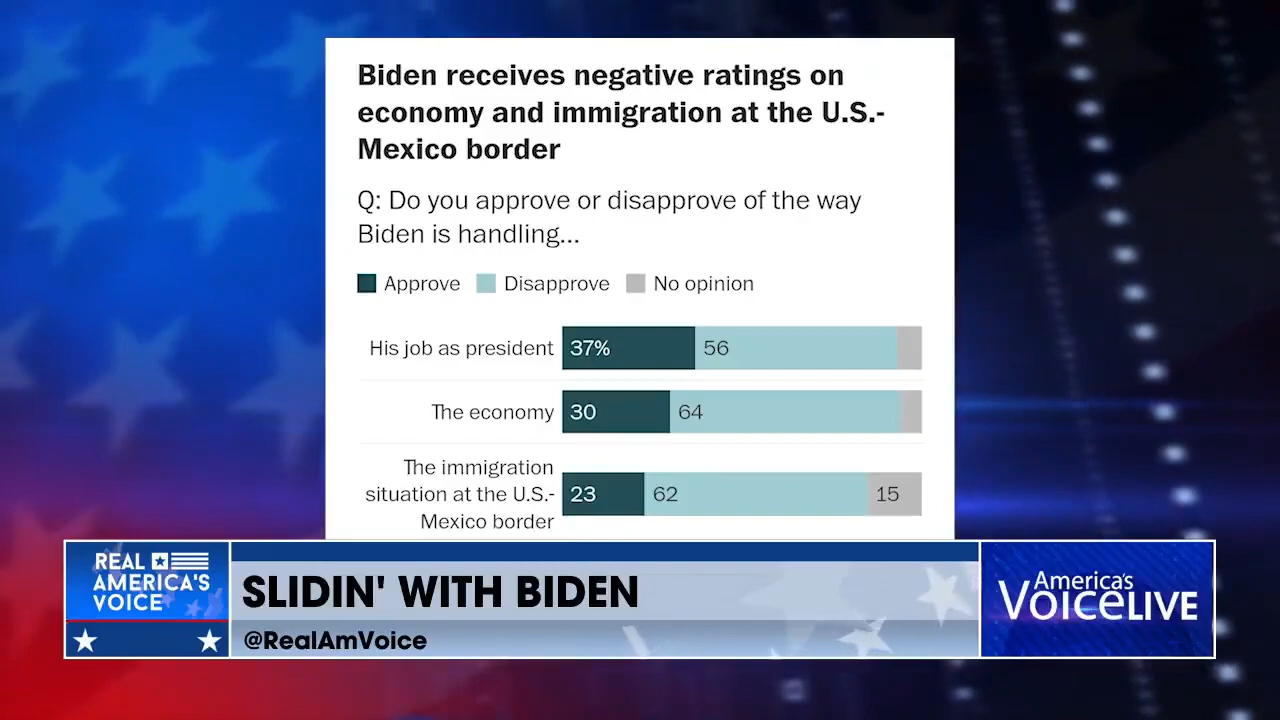 Biden receives negative ratings on
economy and immigration at the U.S.-
Mexico border
Q: Do you approve or disapprove of the way
Biden is handling...
Approve Disapprove No opinion
His job as president 37% 56
The economy 30 64
The immigration
situation at the U.S.-
Mexico border
23 62 15
REAL
AMERICA'S
VOICE
SLIDIN' WITH BIDEN
@RealAmVoice
America's
VOICE LIVE